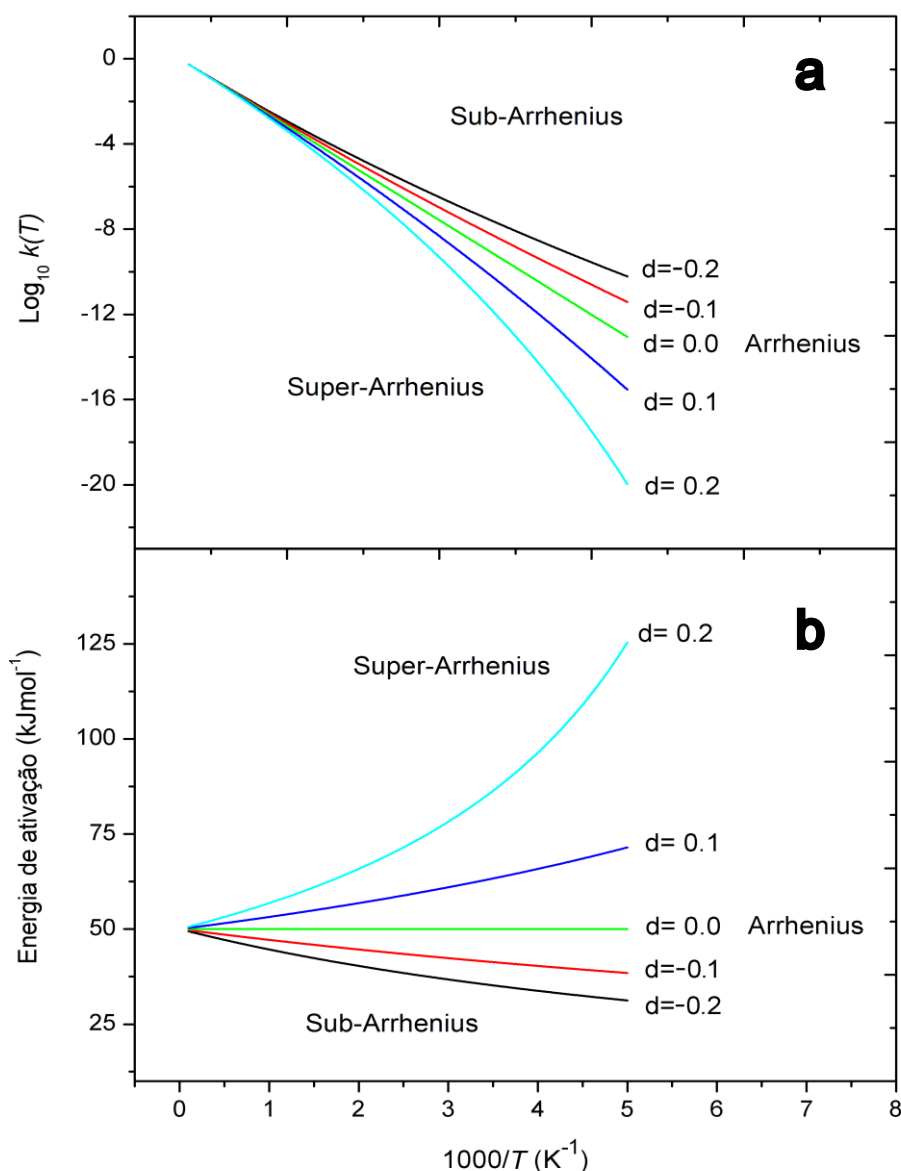 a
0
Sub-Arrhenius
-4
Log₁₀ k(T)
-8
d=−0.2
d=−0.1
-12
d= 0.0 Arrhenius
Super-Arrhenius
d= 0.1
-16
-20
d= 0.2
b
125
d= 0.2
Super-Arrhenius
Energia de ativação (kJmol⁻¹)
100
75
d= 0.1
50
d= 0.0 Arrhenius
d=−0.1
d=−0.2
25
Sub-Arrhenius
0 1 2 3 4 5 6 7 8
1000/T (K⁻¹)